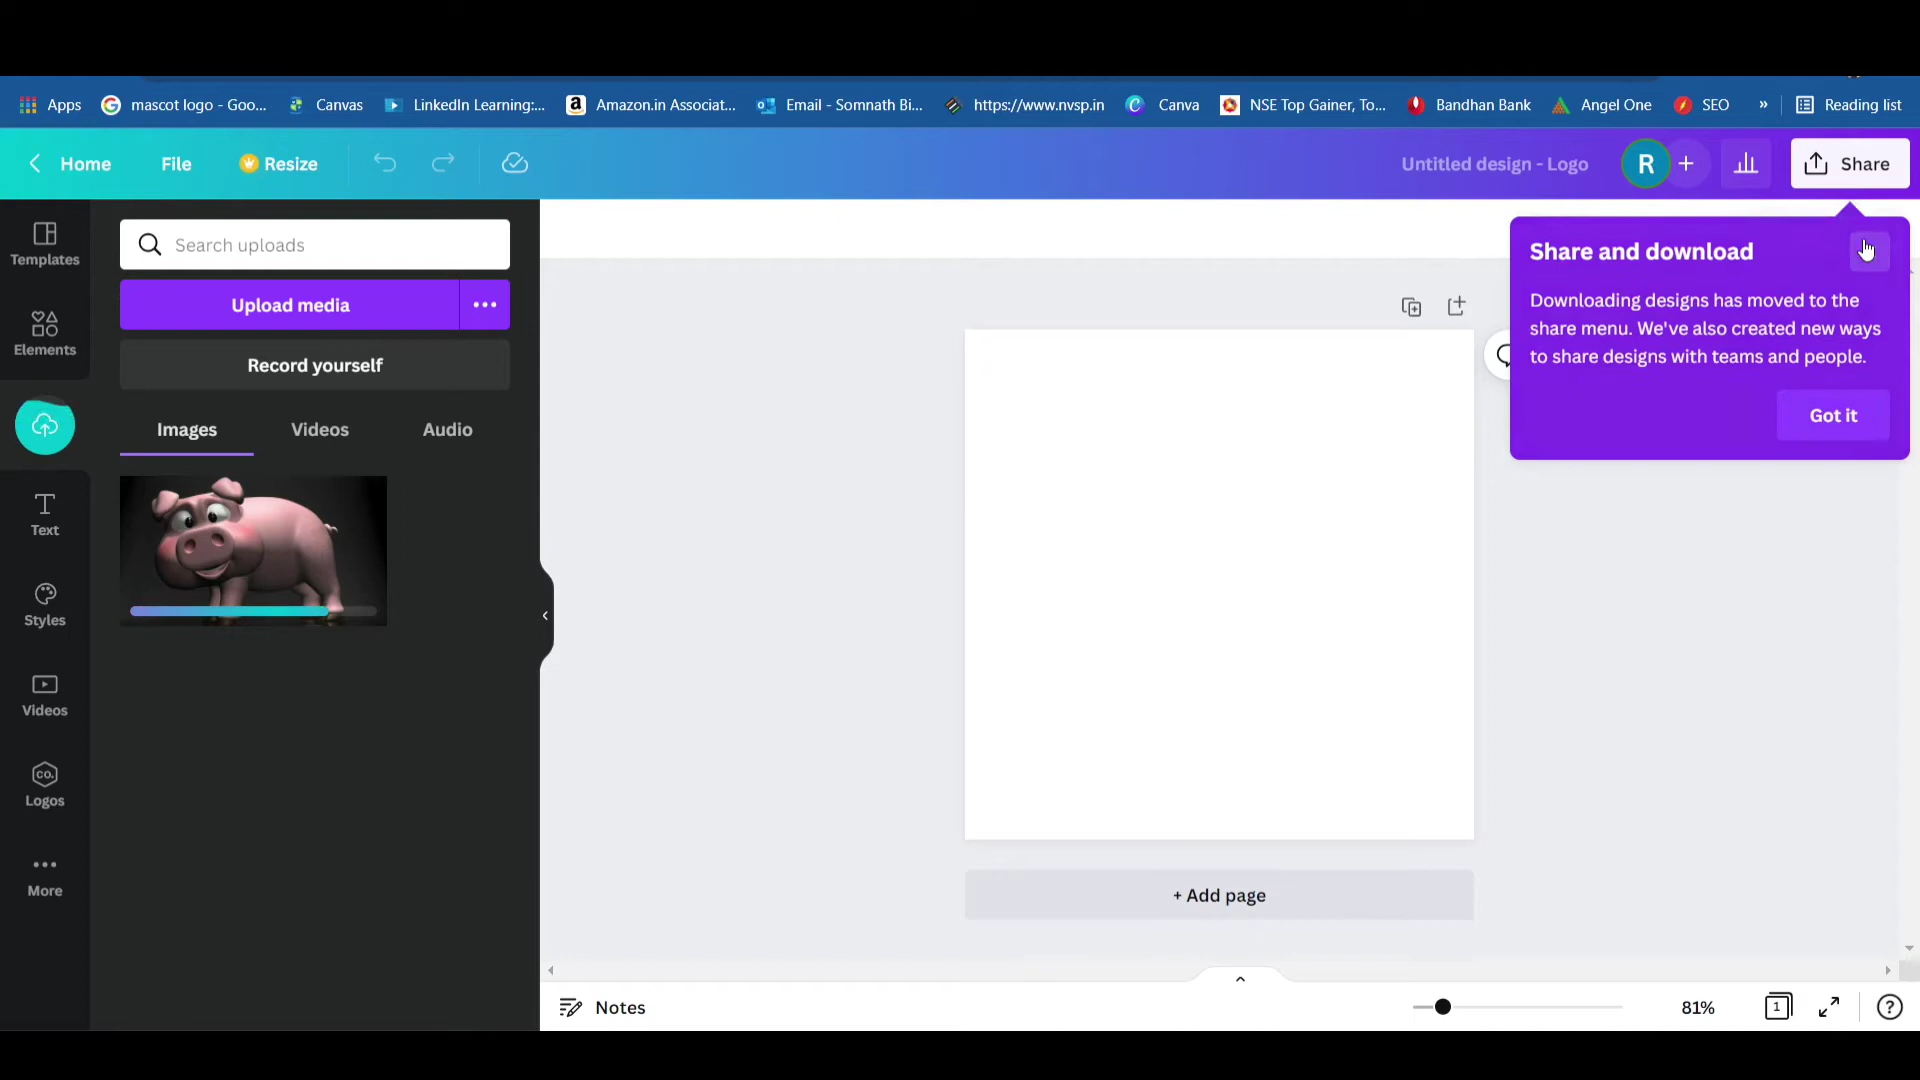 Apps
mascot logo - Goo...
Canvas
LinkedIn Learning:...
Amazon.in Associat...
Email - Somnath Bi...
https://www.nvsp.in
Canva
NSE Top Gainer, To...
Bandhan Bank
Angel One
SEO
»
Reading list
Home
File
Resize
Untitled design - Logo
R
Share
Templates
Elements
Text
Styles
Videos
CO.
Logos
More
Search uploads
Upload media
Record yourself
Images
Videos
Audio
Share and download
Downloading designs has moved to the
share menu. We've also created new ways
to share designs with teams and people.
Got it
+ Add page
Notes
81%
1
?